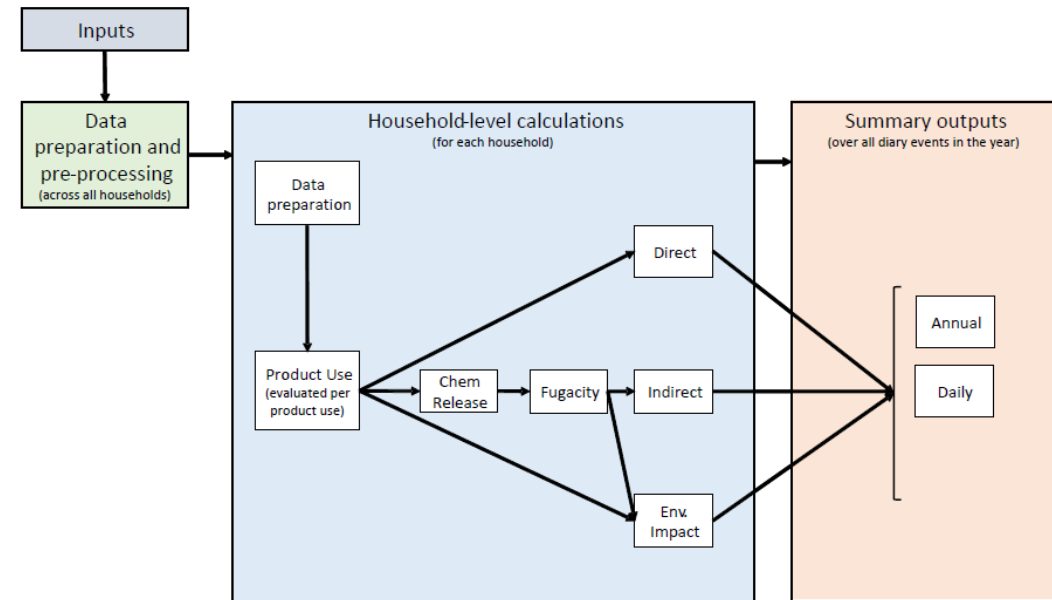 Inputs
Data
preparation and
pre-processing
(across all households)
Household-level calculations
(for each household)
Data
preparation
Product Use
(evaluated per
product use)
Chem
Release
Fugacity
Direct
Indirect
Env.
Impact
Summary outputs
(over all diary events in the year)
Annual
Daily